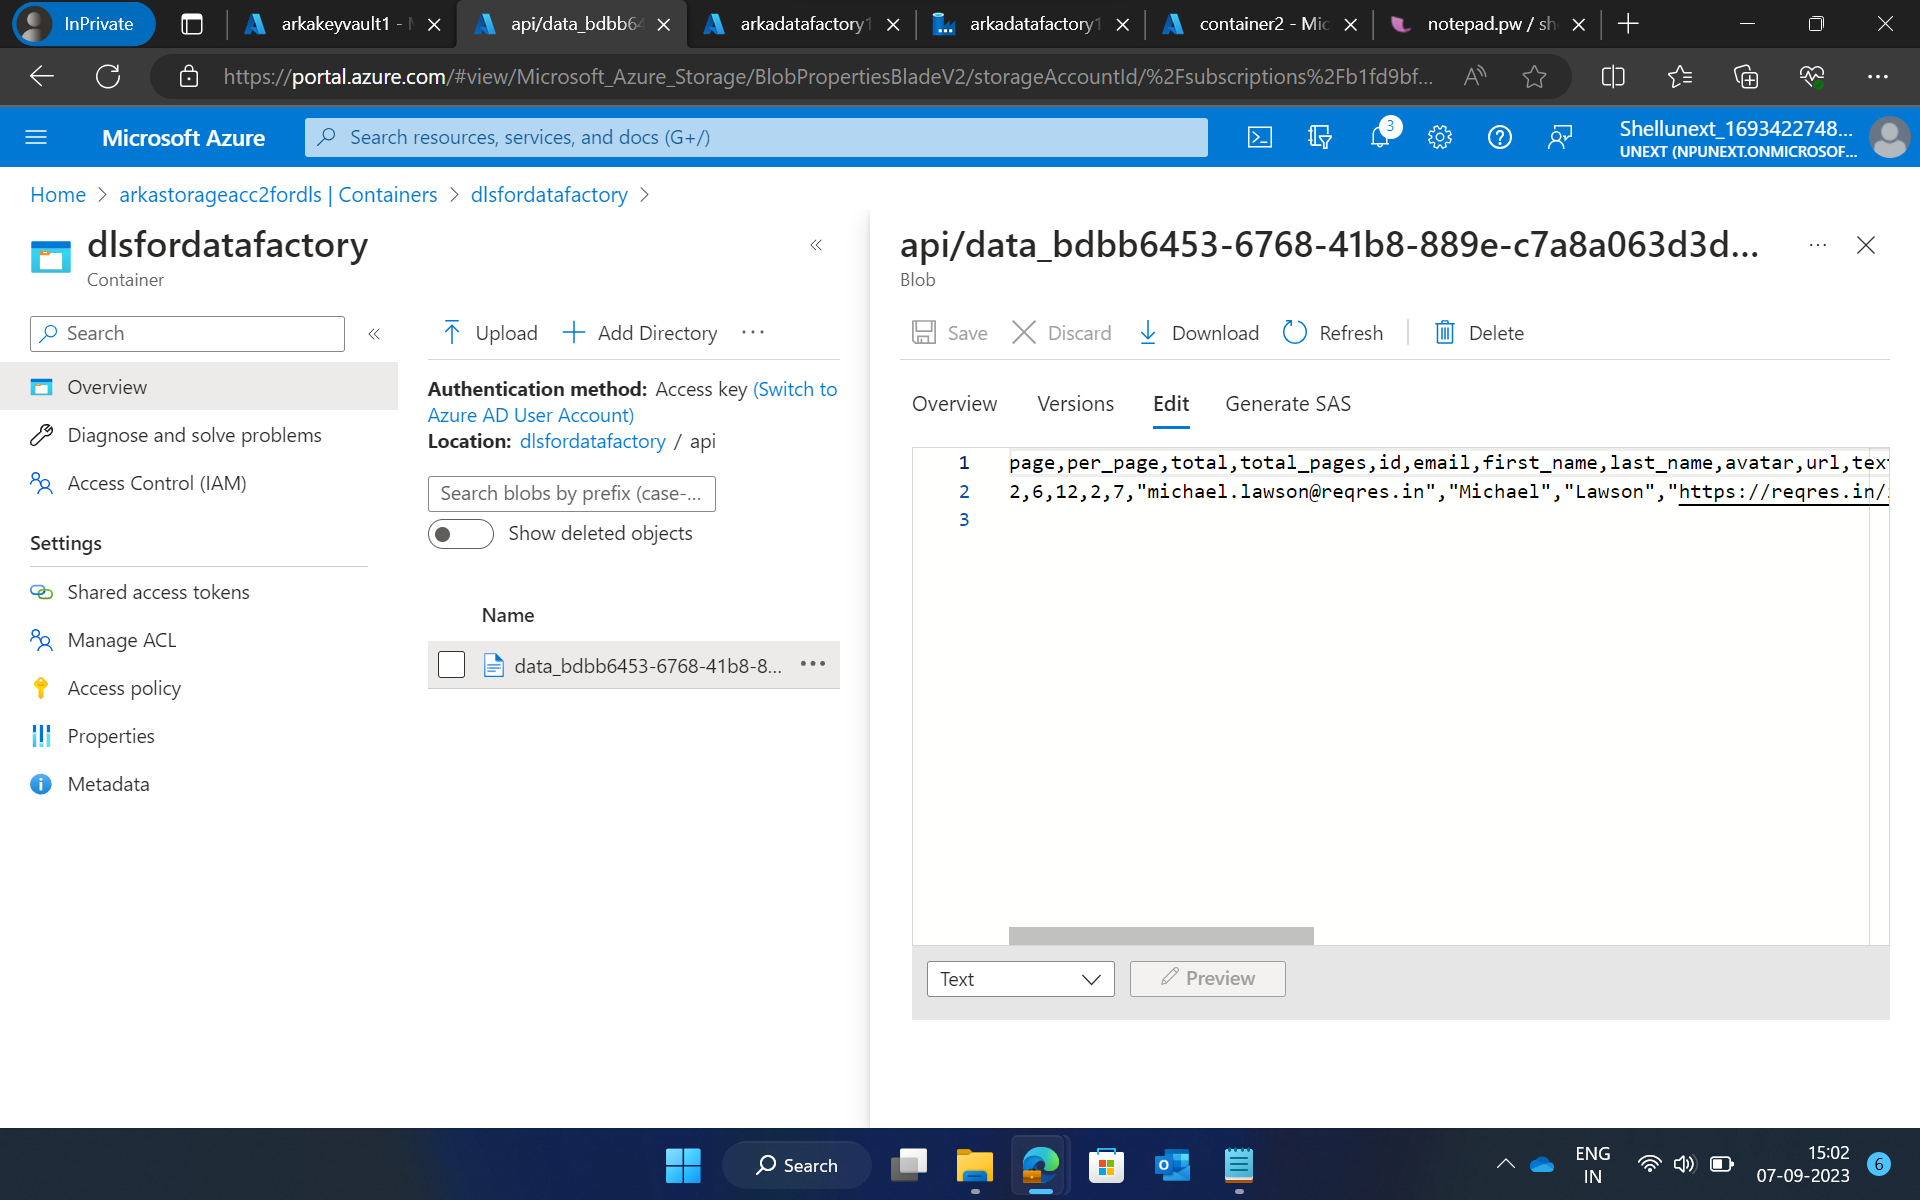 InPrivate
arkakeyvault1 -
api/data_bdbb64
arkadatafactory1
arkadatafactory1
container2 - Mic
notepad.pw / sh
https://portal.azure.com/#view/Microsoft_Azure_Storage/BlobPropertiesBladeV2/storageAccountId/%2Fsubscriptions%2Fb1fd9bf...
Microsoft Azure
Search resources, services, and docs (G+/)
3
Shellunext_1693422748...
UNEXT (NPUNEXT.ONMICROSOF...
Home > arkastorageacc2fordls | Containers > dlsfordatafactory >
dlsfordatafactory
Container
Search
Overview
Diagnose and solve problems
Access Control (IAM)
Settings
Shared access tokens
Manage ACL
Access policy
Properties
Metadata
Upload
Add Directory
Authentication method: Access key (Switch to
Azure AD User Account)
Location: dlsfordatafactory / api
Search blobs by prefix (case-...
Show deleted objects
Name
data_bdbb6453-6768-41b8-8...
api/data_bdbb6453-6768-41b8-889e-c7a8a063d3d...
Blob
Save
Discard
Download
Refresh
Delete
Overview
Versions
Edit
Generate SAS
1 page,per_page,total,total_pages,id,email,first_name,last_name,avatar,url,text
2 2,6,12,2,7,"michael.lawson@reqres.in","Michael","Lawson","https://reqres.in/
3
Text
Preview
Search
ENG
IN
15:02
07-09-2023
6